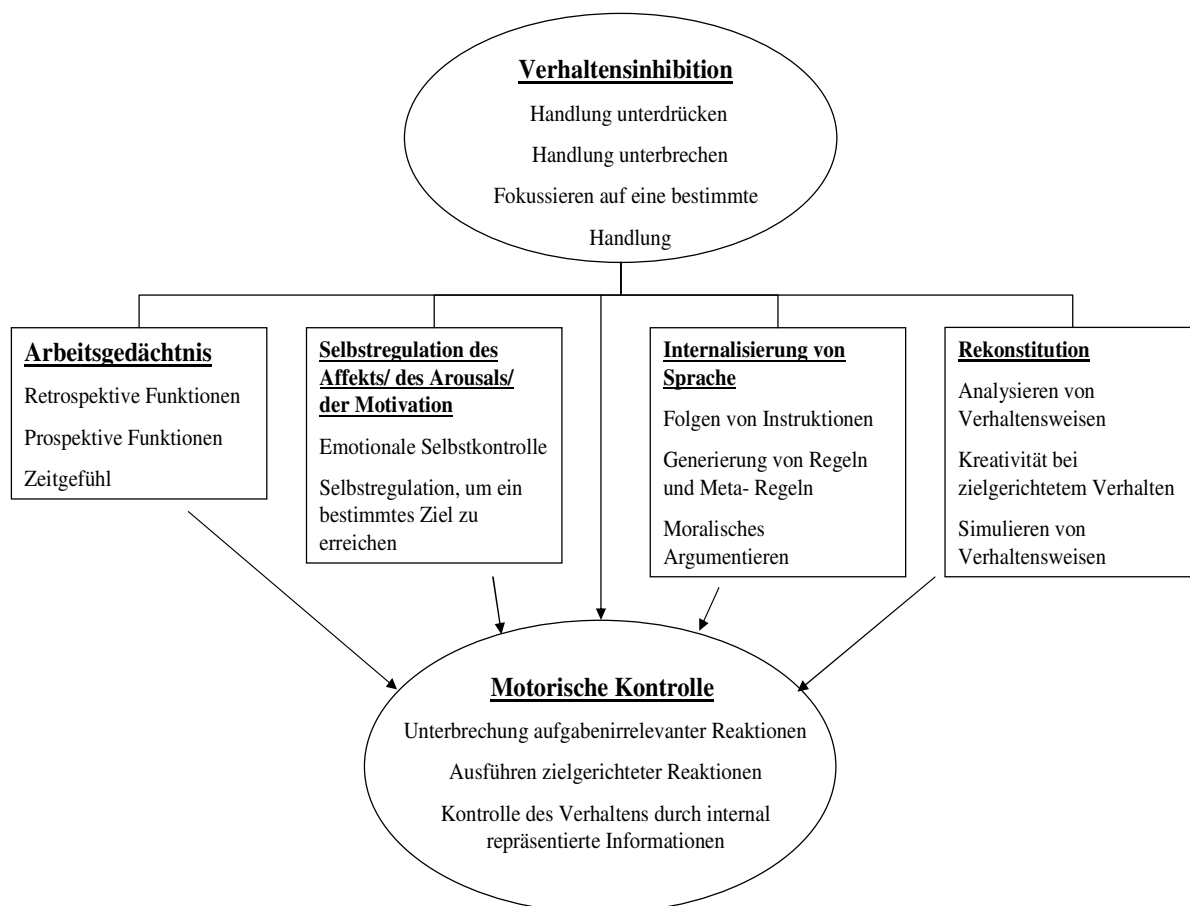 Verhaltensinhibition
Handlung unterdrücken
Handlung unterbrechen
Fokussieren auf eine bestimmte
Handlung
Arbeitsgedächtnis
Retrospektive Funktionen
Prospektive Funktionen
Zeitgefühl
Selbstregulation des
Affekts/ des Arousals/
der Motivation
Emotionale Selbstkontrolle
Selbstregulation, um ein
bestimmtes Ziel zu
erreichen
Internalisierung von
Sprache
Folgen von Instruktionen
Generierung von Regeln
und Meta- Regeln
Moralisches
Argumentieren
Rekonstitution
Analysieren von
Verhaltensweisen
Kreativität bei
zielgerichtetem Verhalten
Simulieren von
Verhaltensweisen
Motorische Kontrolle
Unterbrechung aufgabenirrelevanter Reaktionen
Ausführen zielgerichteter Reaktionen
Kontrolle des Verhaltens durch internal
repräsentierte Informationen